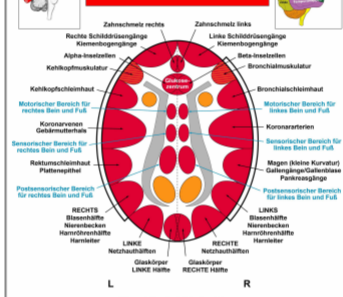 Zahnschmelz rechts
Zahnschmelz links
Rechte Schilddrüsengänge
Kiemenbogengänge
Linke Schilddrüsengänge
Kiemenbogengänge
Alpha-Inselzellen
Beta-Inselzellen
Kehlkopfmuskulatur
Bronchialmuskulatur
Glukose-
zentrum
Kehlkopfschleimhaut
Bronchialschleimhaut
Motorischer Bereich für
rechtes Bein und Fuß
Motorischer Bereich für
linkes Bein und Fuß
Koronarvenen
Gebärmutterhals
Koronararterien
Sensorischer Bereich für
rechtes Bein und Fuß
Sensorischer Bereich für
linkes Bein und Fuß
Rektumschleimhaut
Plattenepithel
Magen (kleine Kurvatur)
Gallengänge/Gallenblase
Pankreasgänge
Postsensorischer Bereich
für rechtes Bein und Fuß
Postsensorischer Bereich
für linkes Bein und Fuß
RECHTS
Blasenhälfte
Nierenbecken
Harnröhrenhälfte
Harnleiter
LINKS
Blasenhälfte
Nierenbecken
Harnröhrenhälfte
Harnleiter
LINKE
Netzhauthälften
RECHTE
Netzhauthälften
Glaskörper
LINKE Hälfte
Glaskörper
RECHTE Hälfte
L
R